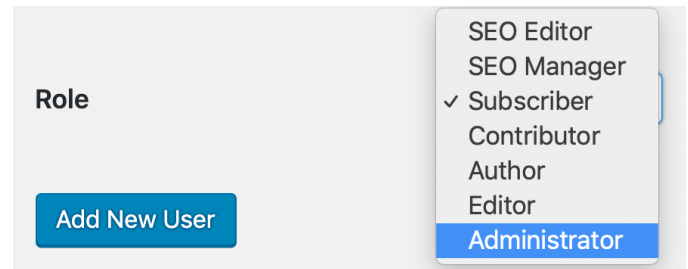 SEO Editor
SEO Manager
Role
✓ Subscriber
Contributor
Author
Editor
Add New User
Administrator